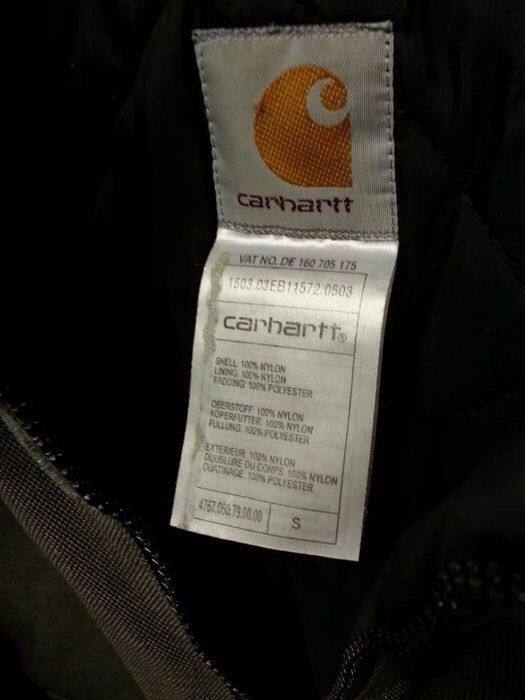 carhartt
VAT NO. DE 160 705 175
1503.03EB11572.0503
carhartt®
SHELL: 100% NYLON
LINING: 100% NYLON
PADDING: 100% POLYESTER
OBERSTOFF: 100% NYLON
KOPERFUTTER: 100% NYLON
FULLUNG: 100% POLYESTER
EXTERIEUR: 100% NYLON
DOUBLURE DU CORPS: 100% NYLON
OUATINAGE: 100% POLYESTER
4767.060.79.00.00 S